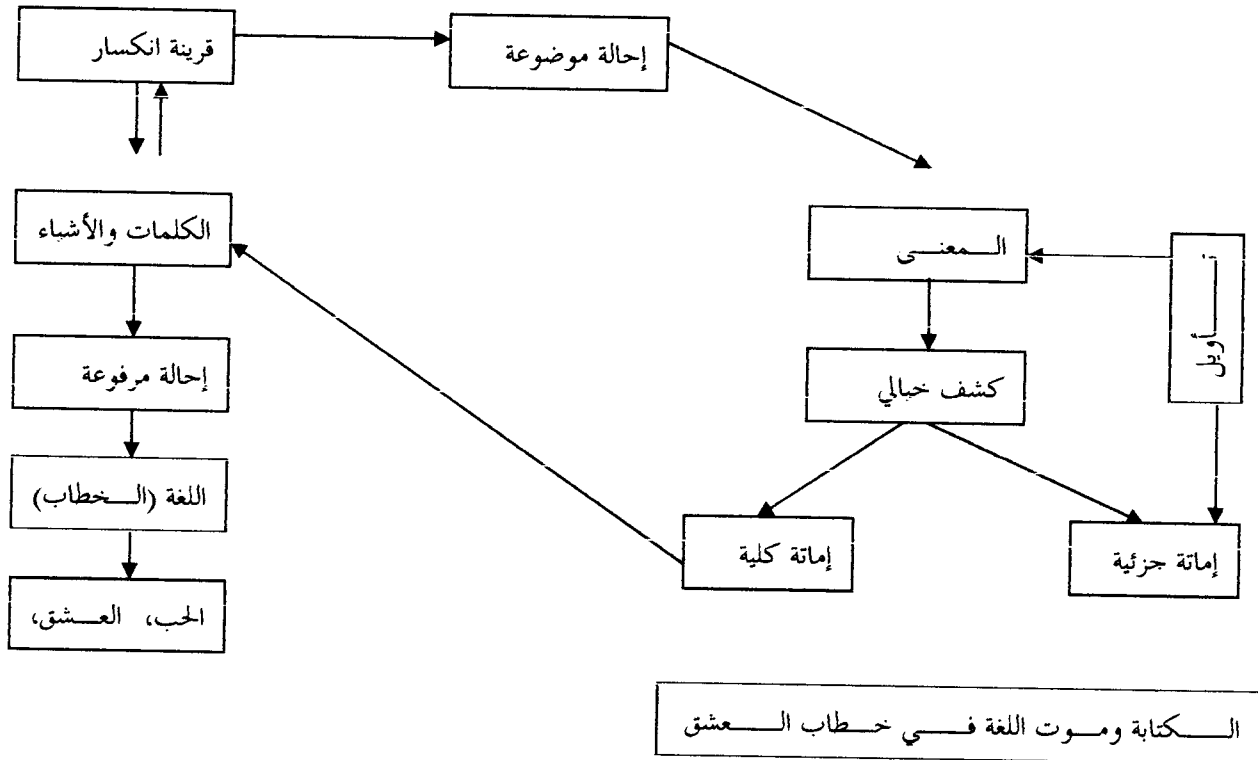 قرينة انكسار
إحالة موضوعة
الكلمات والأشياء
المعنى
تأويل
إحالة مرفوعة
كشف خيالي
اللغة (الخطاب)
إماتة كلية
إماتة جزئية
الحب، العشق،
الكتابة وموت اللغة في خطاب العشق